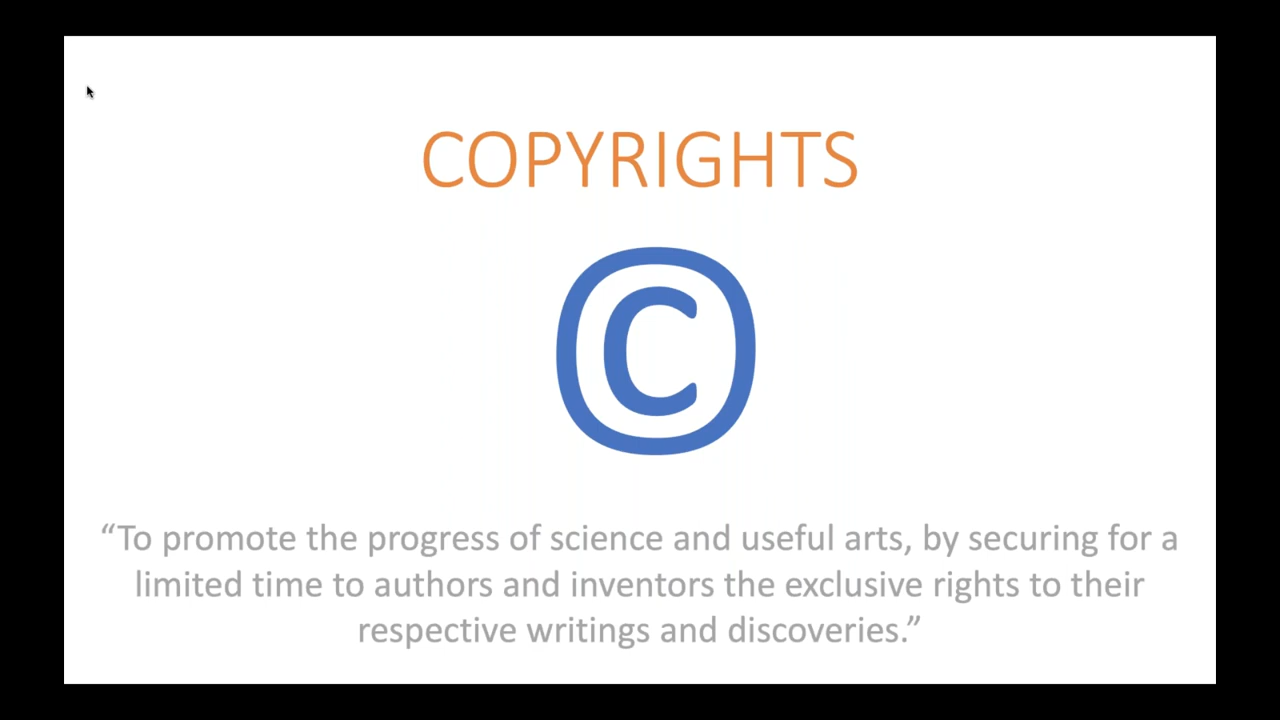 COPYRIGHTS
©
“To promote the progress of science and useful arts, by securing for a
limited time to authors and inventors the exclusive rights to their
respective writings and discoveries.”